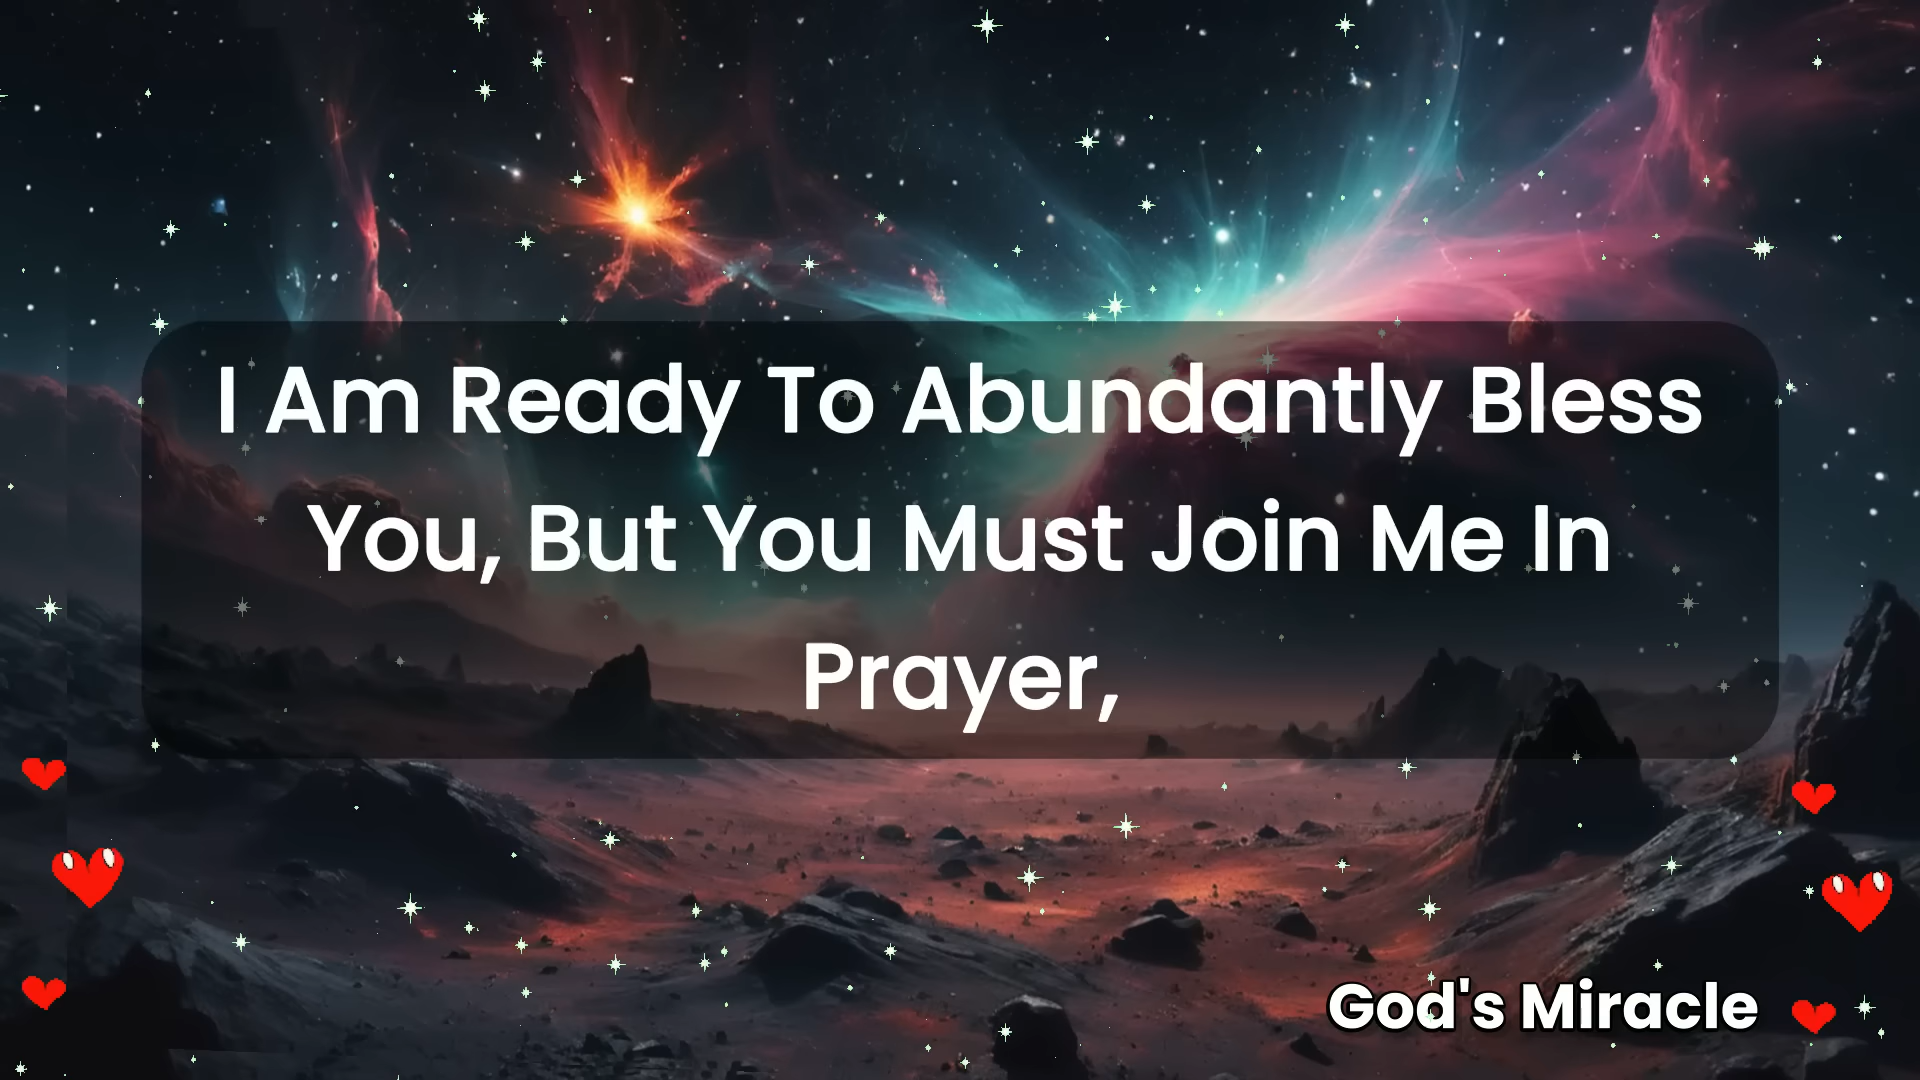 I Am Ready To Abundantly Bless
You, But You Must Join Me In
Prayer,
God's Miracle